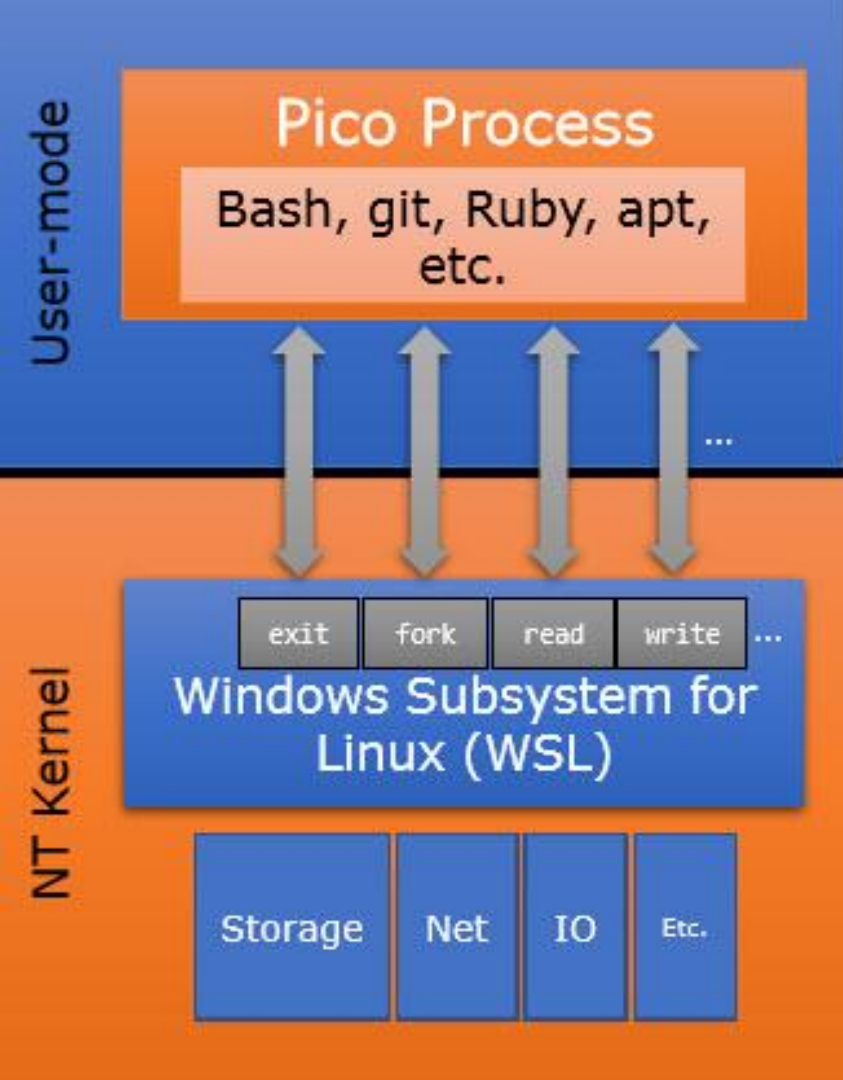 User-mode
Pico Process
Bash, git, Ruby, apt,
etc.
...
NT Kernel
exit fork read write ...
Windows Subsystem for
Linux (WSL)
Storage Net IO Etc.